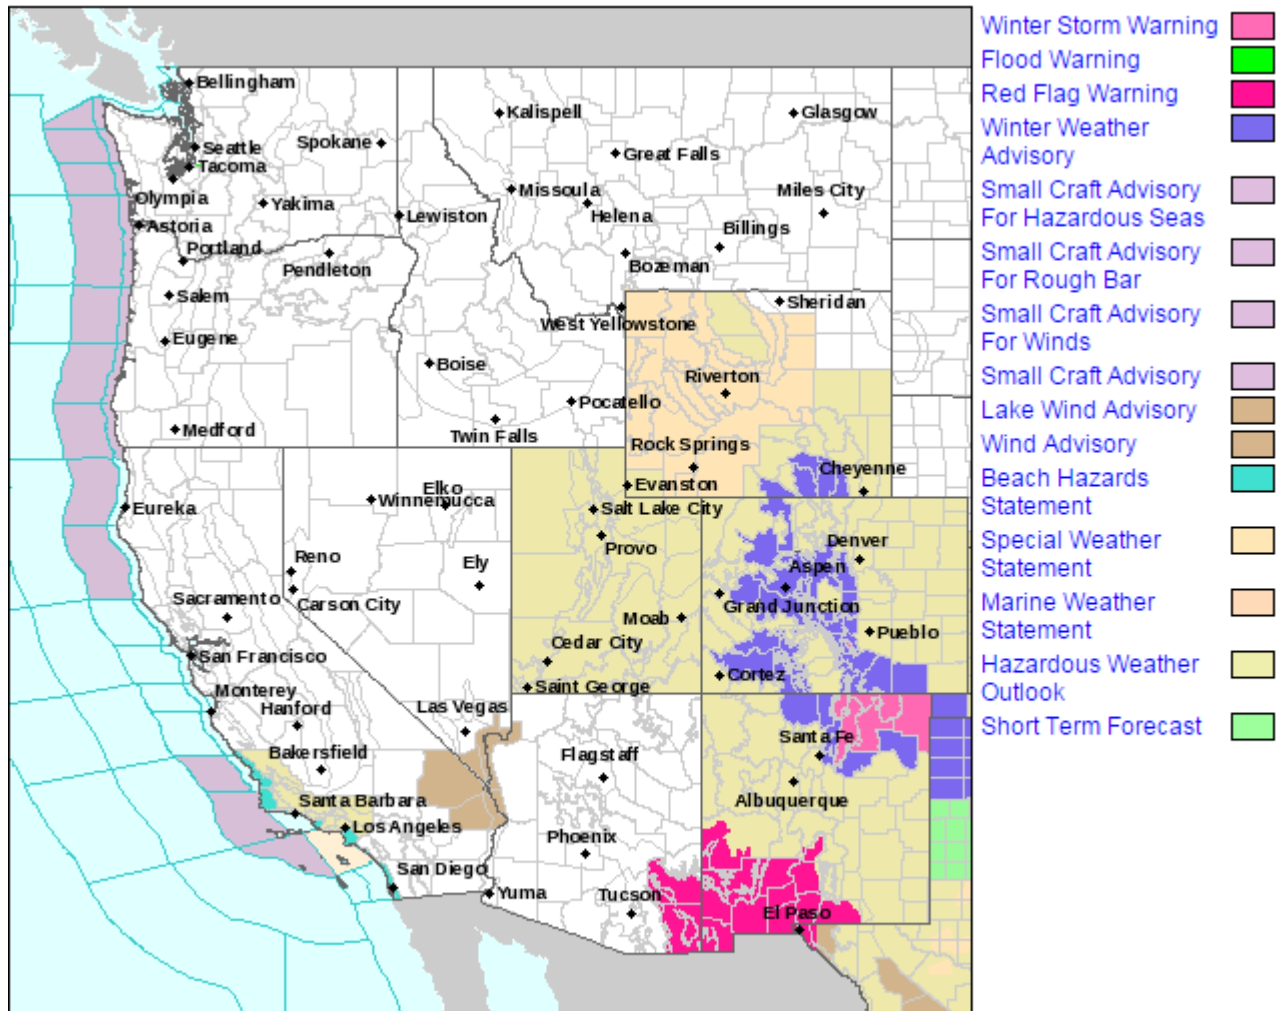 Bellingham
Kalispell
Glasgow
Seattle
Spokane
Great Falls
Tacoma
Missoula
Miles City
Olympia
Yakima
Helena
Lewiston
Astoria
Billings
Portland
Pendleton
Bozeman
Salem
Sheridan
West Yellowstone
Eugene
Boise
Riverton
Pocatello
Medford
Twin Falls
Rock Springs
Cheyenne
Elko
Evanston
Winnemucca
Eureka
Salt Lake City
Denver
Provo
Reno
Ely
Aspen
Sacramento
Carson City
Grand Junction
Moab
Pueblo
Cedar City
San Francisco
Cortez
Saint George
Monterey
Hanford
Las Vegas
Santa Fe
Bakersfield
Flagstaff
Santa Barbara
Albuquerque
Los Angeles
Phoenix
San Diego
Yuma
Tucson
El Paso
Winter Storm Warning
Flood Warning
Red Flag Warning
Winter Weather
Advisory
Small Craft Advisory
For Hazardous Seas
Small Craft Advisory
For Rough Bar
Small Craft Advisory
For Winds
Small Craft Advisory
Lake Wind Advisory
Wind Advisory
Beach Hazards
Statement
Special Weather
Statement
Marine Weather
Statement
Hazardous Weather
Outlook
Short Term Forecast